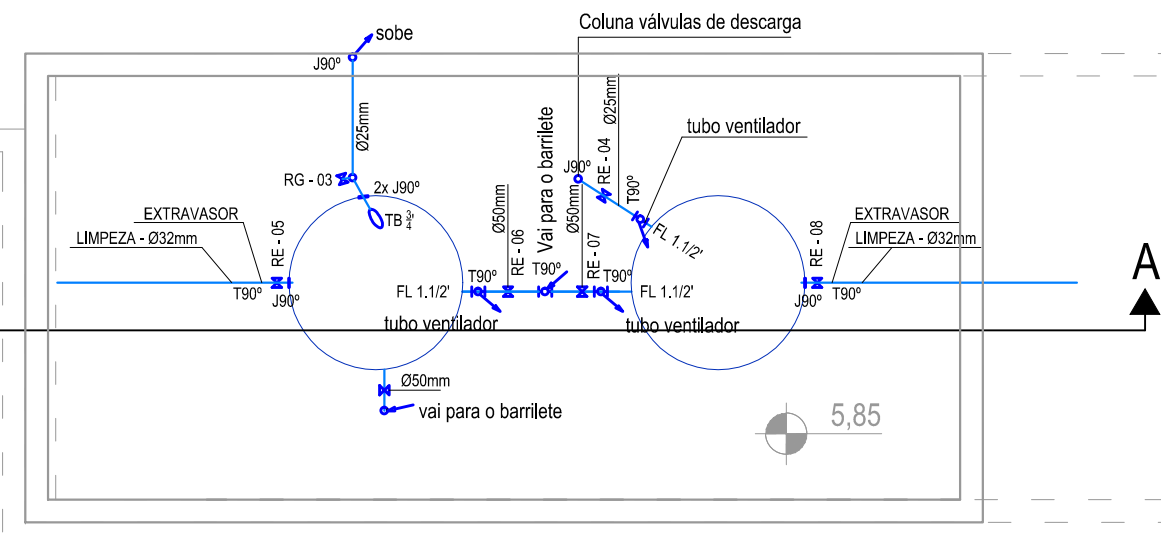 Coluna válvulas de descarga
sobe
J90º
Ø25mm
Ø25mm
Vai para o barrilete
tubo ventilador
RE - 04
J90º
T90º
RG - 03
2x J90º
TB 3/4
FL 1.1/2'
EXTRAVASOR
LIMPEZA - Ø32mm
RE - 05
T90º
J90º
Ø50mm
RE - 06
Ø50mm
RE - 07
FL 1.1/2'
T90º
T90º
T90º
FL 1.1/2'
tubo ventilador
tubo ventilador
RE - 08
EXTRAVASOR
LIMPEZA - Ø32mm
J90º
T90º
A
Ø50mm
vai para o barrilete
5,85